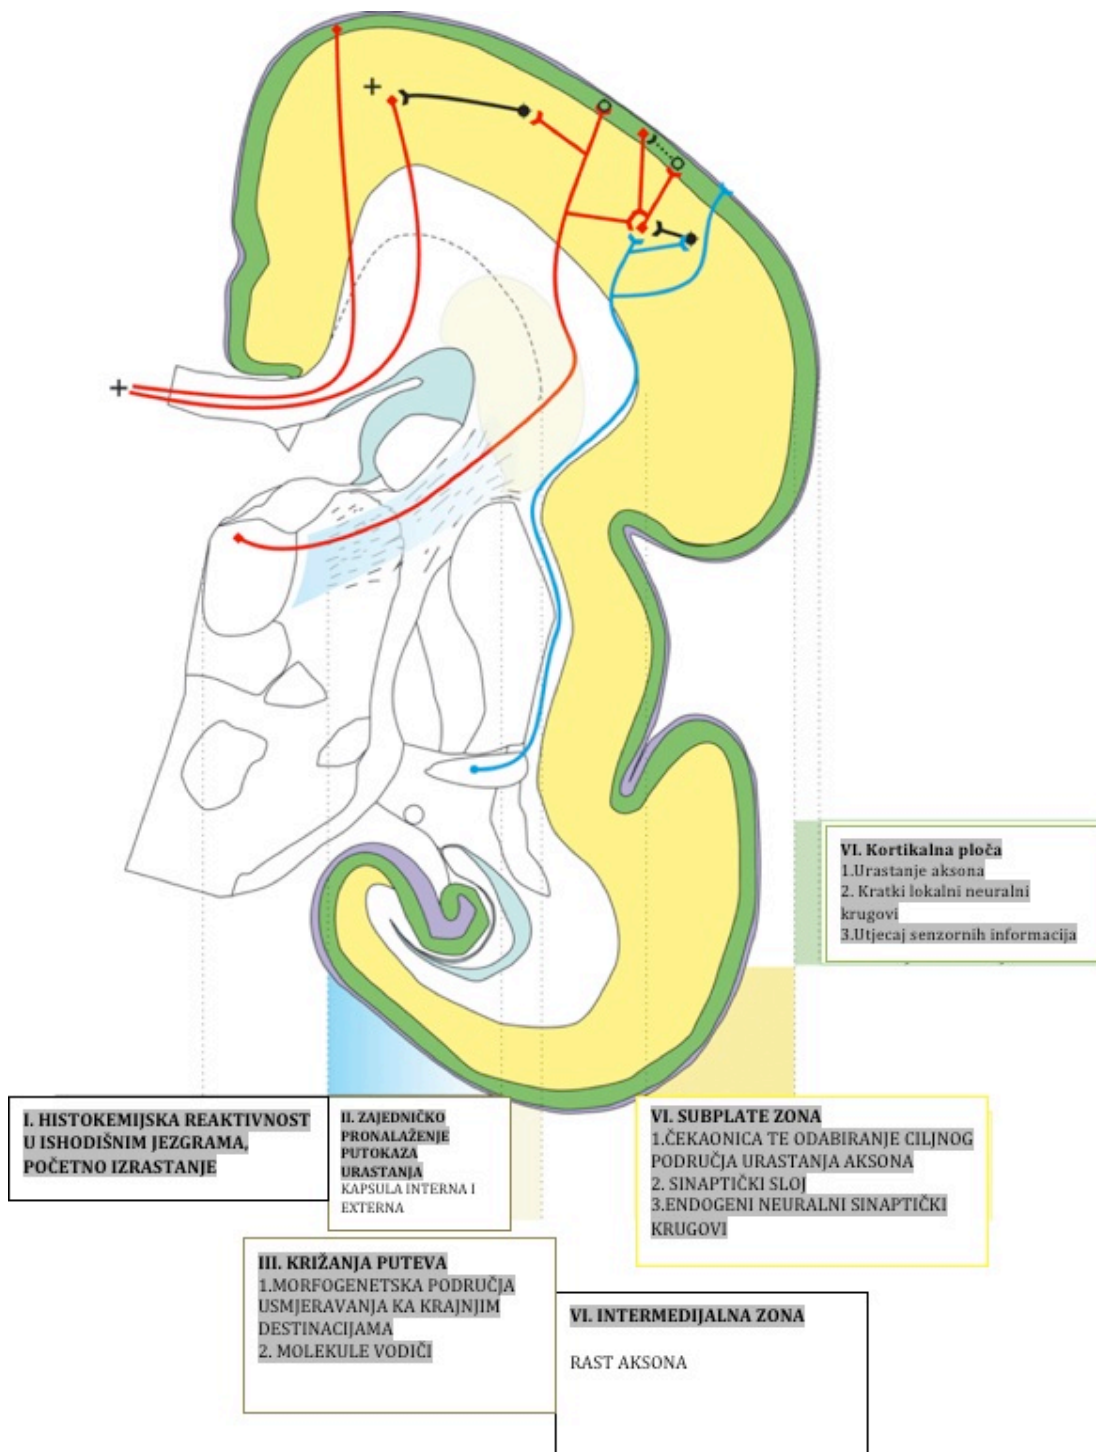 VI. Kortikalna ploča
1.Urastanje aksona
2. Kratki lokalni neuralni
krugovi
3.Utjecaj senzornih informacija
I. HISTOKEMIJSKA REAKTIVNOST
U ISHODIŠNIM JEZGRAMA,
POČETNO IZRASTANJE
II. ZAJEDNIČKO
PRONALAŽENJE
PUTOKAZA
URASTANJA
KAPSULA INTERNA I
EXTERNA
VI. SUBPLATE ZONA
1.ČEKAONICA TE ODABIRANJE CILJNOG
PODRUČJA URASTANJA AKSONA
2. SINAPTIČKI SLOJ
3.ENDOGENI NEURALNI SINAPTIČKI
KRUGOVI
III. KRIŽANJA PUTEVA
1.MORFOGENETSKA PODRUČJA
USMJERAVANJA KA KRAJNJIM
DESTINACIJAMA
2. MOLEKULE VODIČI
VI. INTERMEDIJALNA ZONA
RAST AKSONA